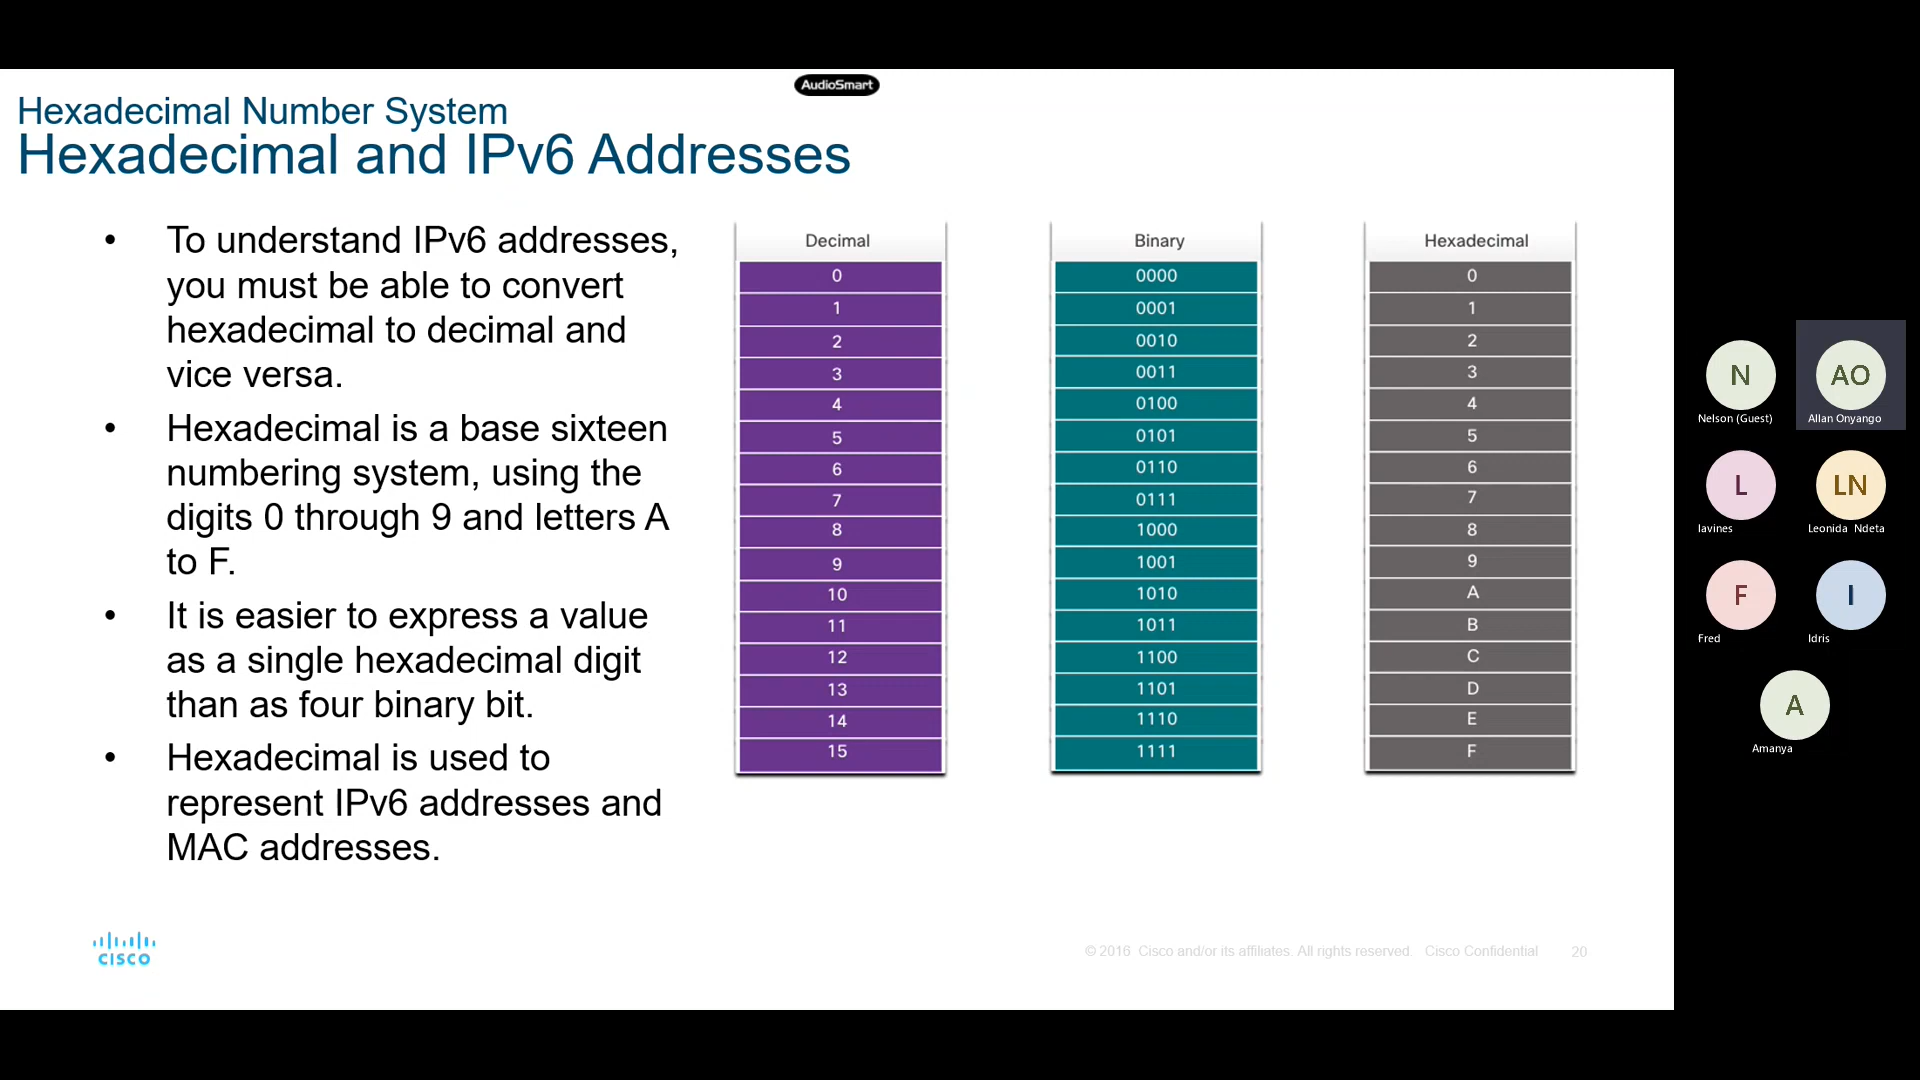 AudioSmart
Hexadecimal Number System
Hexadecimal and IPv6 Addresses
• To understand IPv6 addresses,
you must be able to convert
hexadecimal to decimal and
vice versa.
• Hexadecimal is a base sixteen
numbering system, using the
digits 0 through 9 and letters A
to F.
• It is easier to express a value
as a single hexadecimal digit
than as four binary bit.
• Hexadecimal is used to
represent IPv6 addresses and
MAC addresses.
Decimal Binary Hexadecimal
0 0000 0
1 0001 1
2 0010 2
3 0011 3
4 0100 4
5 0101 5
6 0110 6
7 0111 7
8 1000 8
9 1001 9
10 1010 A
11 1011 B
12 1100 C
13 1101 D
14 1110 E
15 1111 F
CISCO
© 2016 Cisco and/or its affiliates. All rights reserved. Cisco Confidential 20
N AO
Nelson (Guest) Allan Onyango
L LN
lavines Leonida Ndeta
F I
Fred Idris
A
Amanya